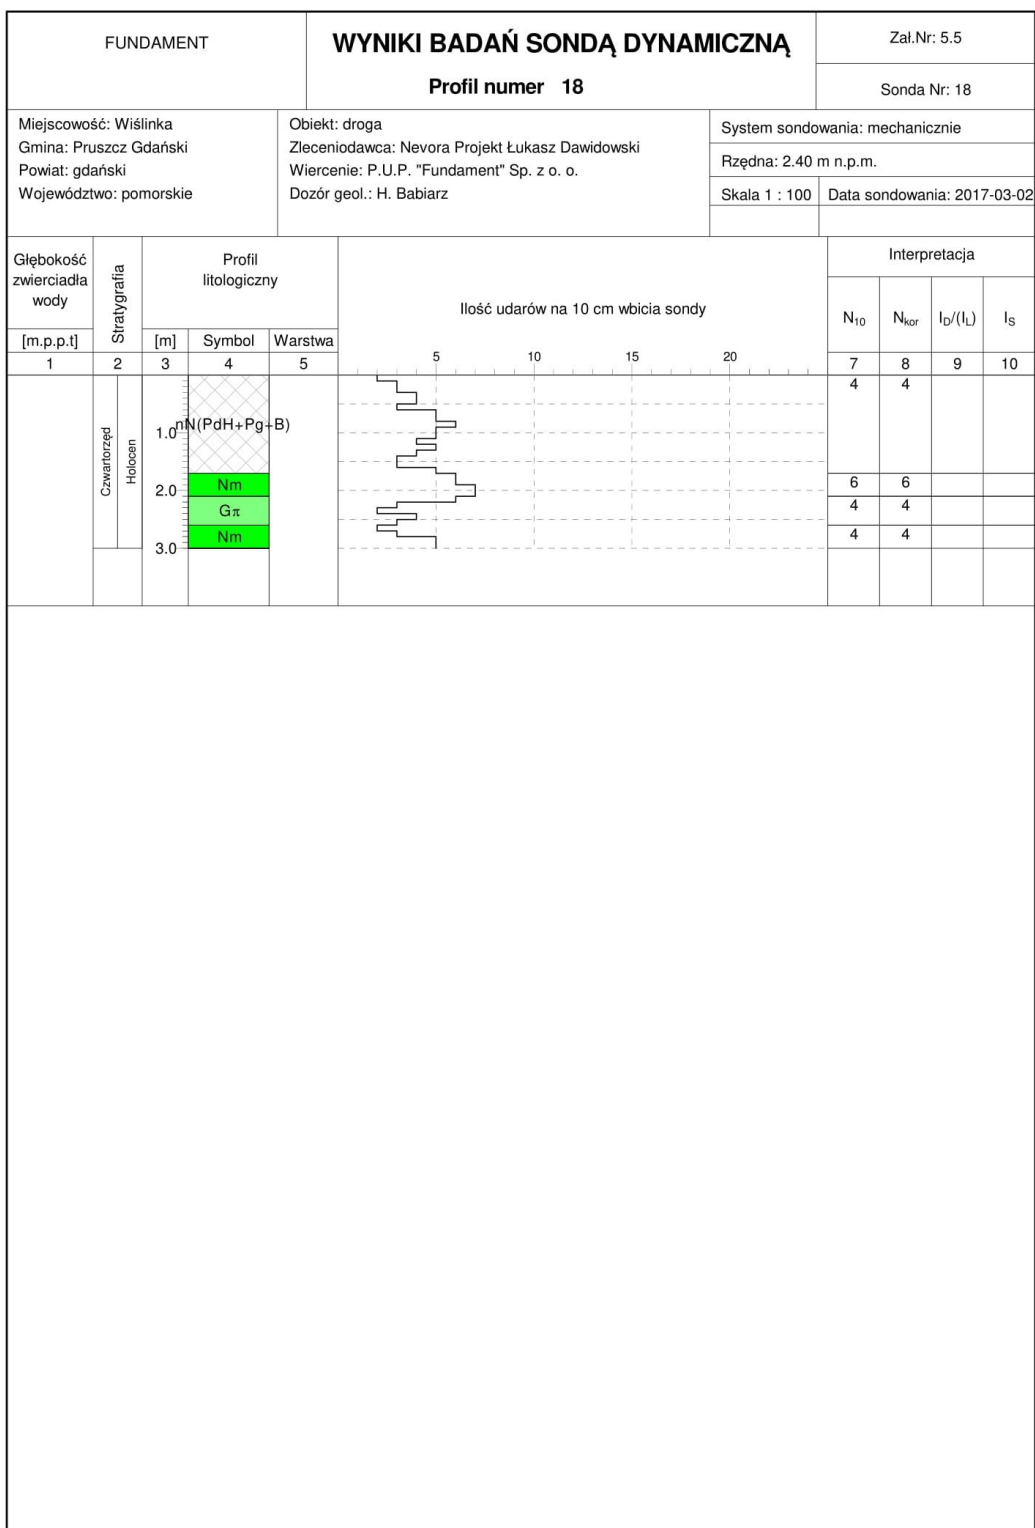 FUNDAMENT
WYNIKI BADAŃ SONDĄ DYNAMICZNĄ
Profil numer 18
Zał.Nr: 5.5
Sonda Nr: 18
Miejscowość: Wiślinka
Gmina: Pruszcz Gdański
Powiat: gdański
Województwo: pomorskie
Obiekt: droga
Zleceniodawca: Nevora Projekt Łukasz Dawidowski
Wiercenie: P.U.P. "Fundament" Sp. z o. o.
Dozór geol.: H. Babiarz
System sondowania: mechanicznie
Rzędna: 2.40 m n.p.m.
Skala 1 : 100
Data sondowania: 2017-03-02
Głębokość
zwierciadła
wody
[m.p.p.t]
Stratygrafia
Profil
litologiczny
[m] Symbol Warstwa
Ilość udarów na 10 cm wbicia sondy
5 10 15 20
Interpretacja
N10 Nkor ID/(IL) IS
1 2 3 4 5 7 8 9 10
Czwartorzęd
Holocen
1.0
2.0
3.0
nN(PdH+Pg+B)
Nm
Gπ
Nm
4 4
6 6
4 4
4 4